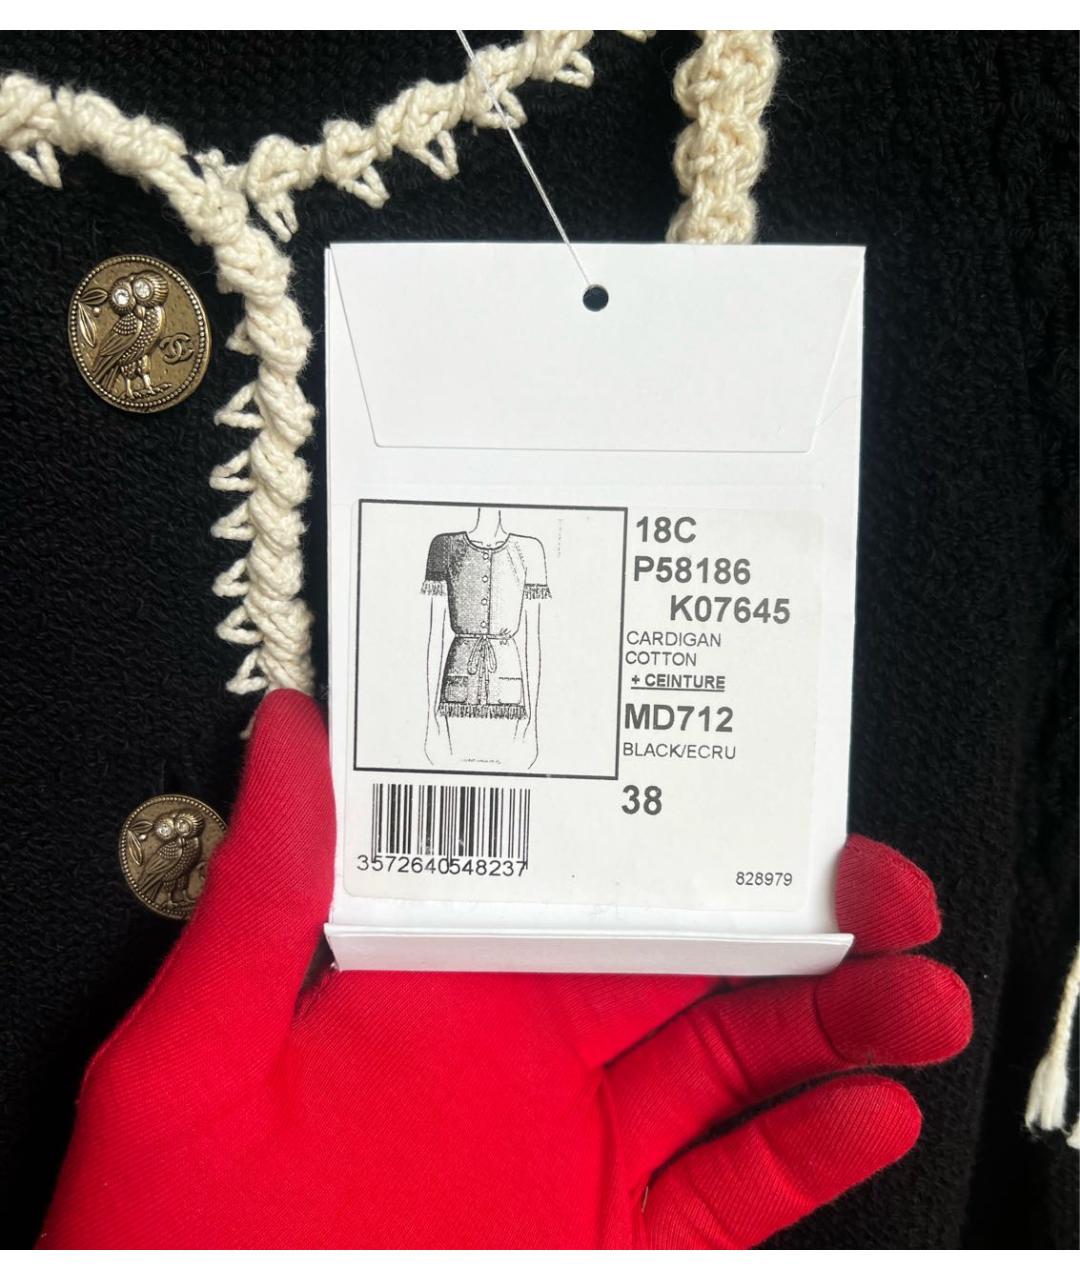 18C
P58186
K07645
CARDIGAN
COTTON
+ CEINTURE
MD712
BLACK/ECRU
38
3572640548237
828979